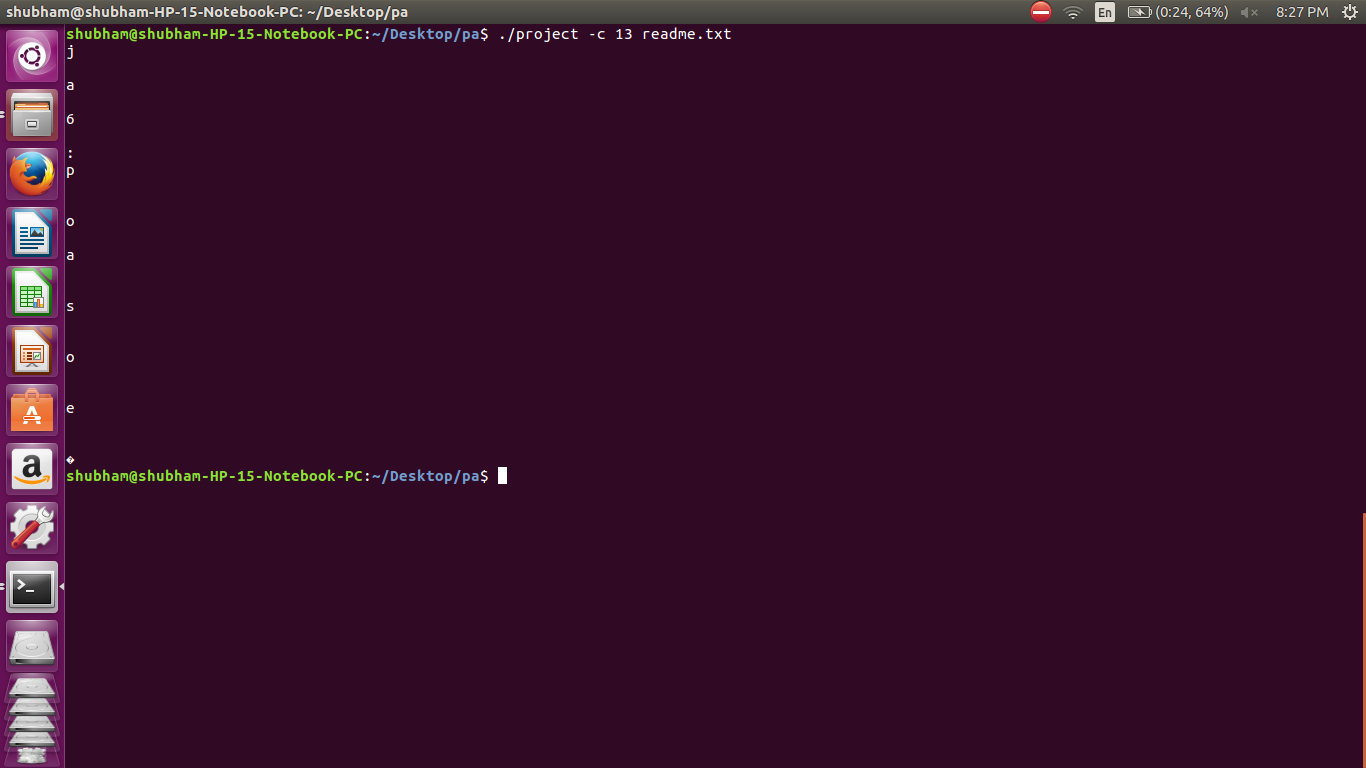 shubham@shubham-HP-15-Notebook-PC: ~/Desktop/pa
En
(0:24, 64%)
8:27 PM
shubham@shubham-HP-15-Notebook-PC:~/Desktop/pa$ ./project -c 13 readme.txt
j
a
6
:
p
o
a
s
o
e
�
shubham@shubham-HP-15-Notebook-PC:~/Desktop/pa$